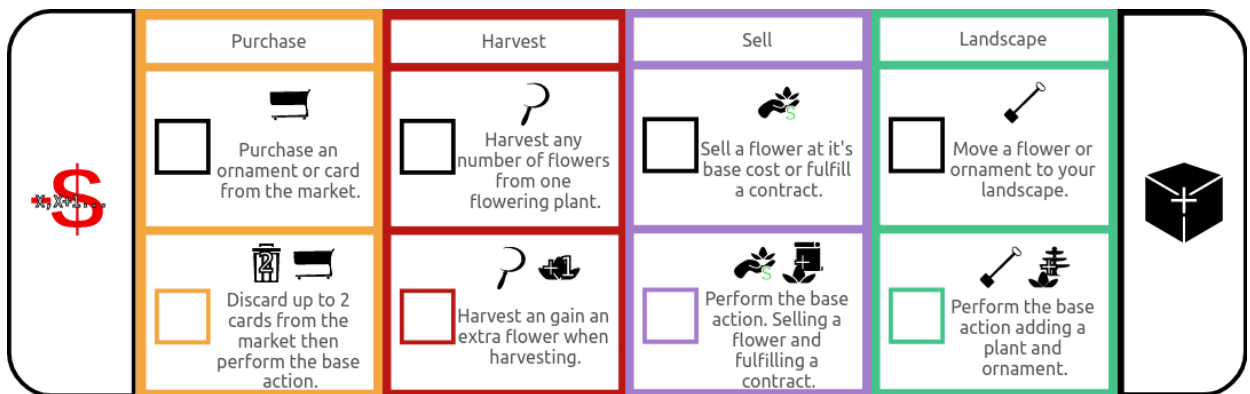 Purchase
Harvest
Sell
Landscape
Purchase an
ornament or card
from the market.
Harvest any
number of flowers
from one
flowering plant.
Sell a flower at it's
base cost or fulfill
a contract.
Move a flower or
ornament to your
landscape.
-$
X,X+1...
$
2
Discard up to 2
cards from the
market then
perform the base
action.
+1
Harvest an gain an
extra flower when
harvesting.
$
+
Perform the base
action. Selling a
flower and
fulfilling a
contract.
+
Perform the base
action adding a
plant and
ornament.
+